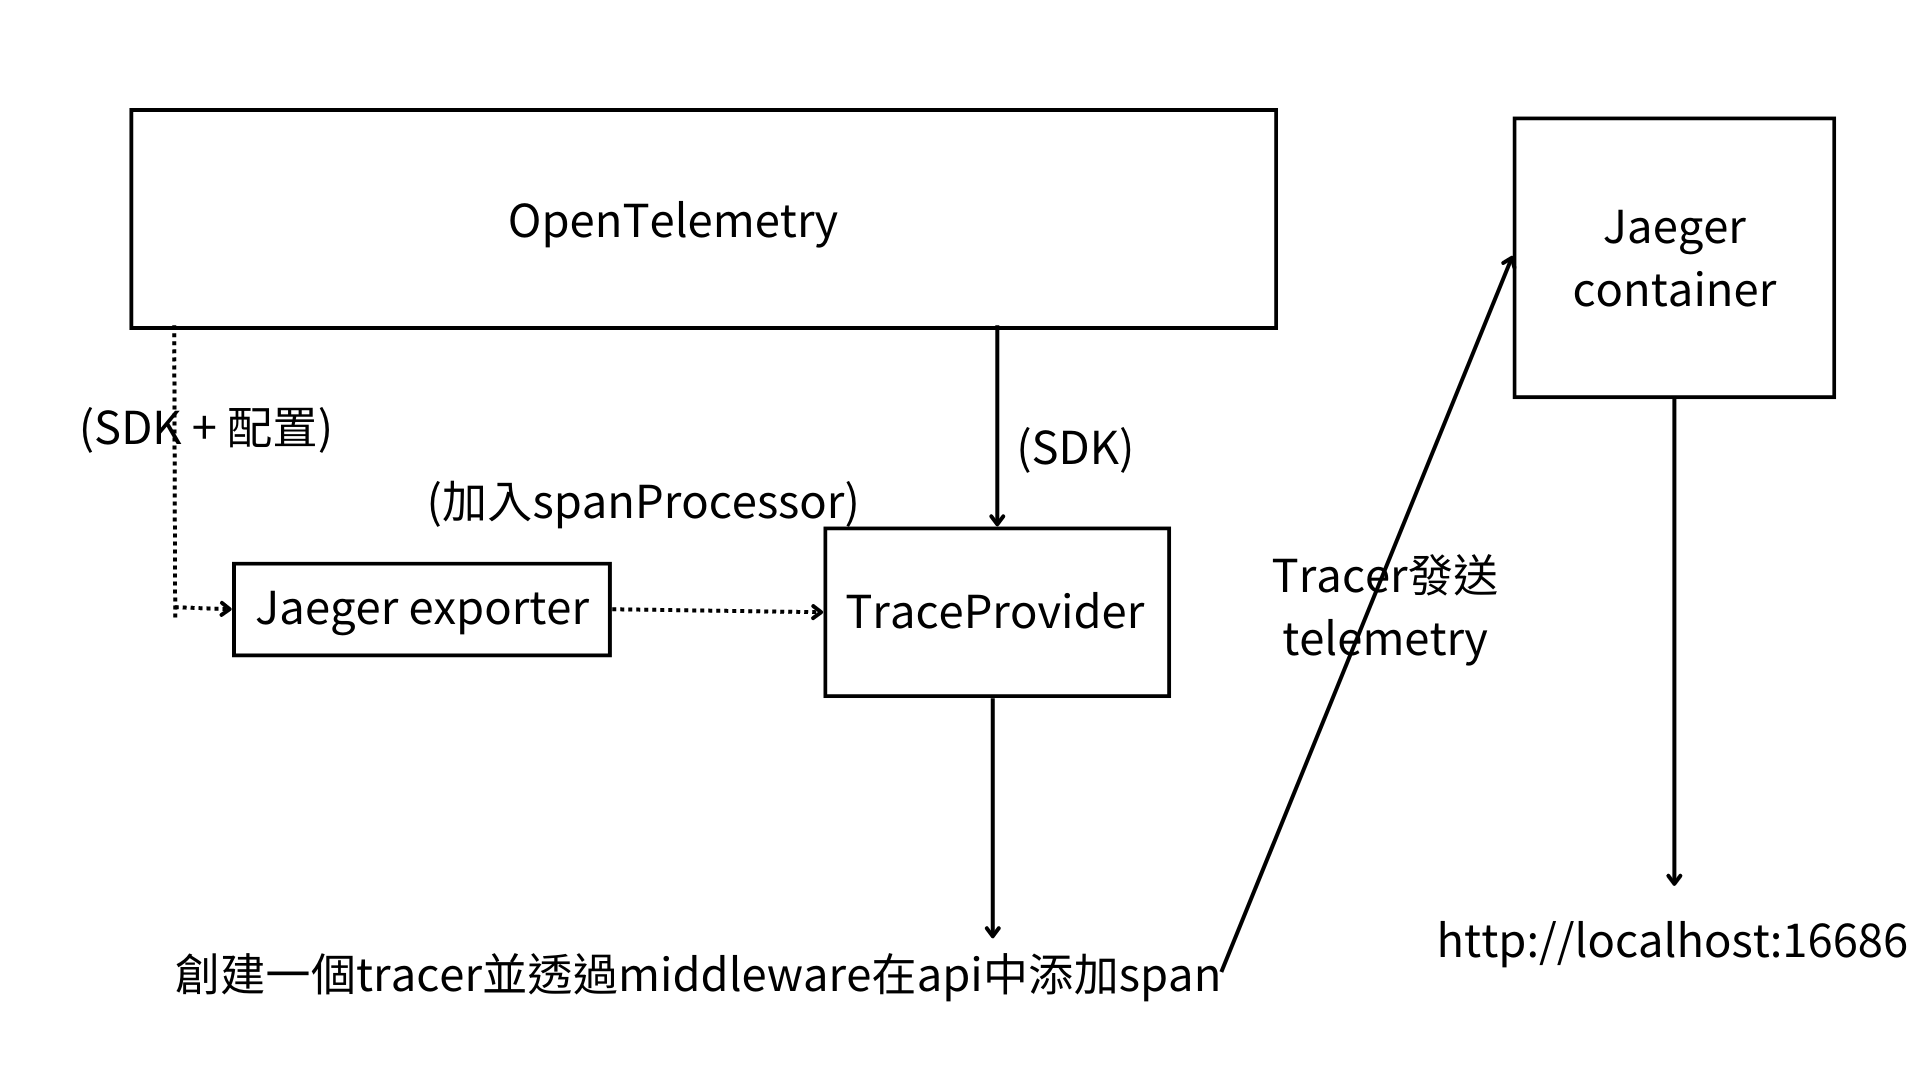 OpenTelemetry
Jaeger
container
(SDK + 配置)
(SDK)
(加入spanProcessor)
Jaeger exporter
TraceProvider
Tracer發送
telemetry
http://localhost:16686
創建一個tracer並透過middleware在api中添加span